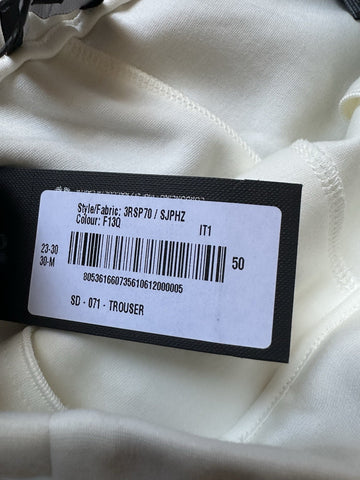 Style/Fabric: 3RSP70 / SJPHZ
Colour: F13Q
IT1
23-30
30-M
50
8053616607356106120000005
SD - 071 - TROUSER